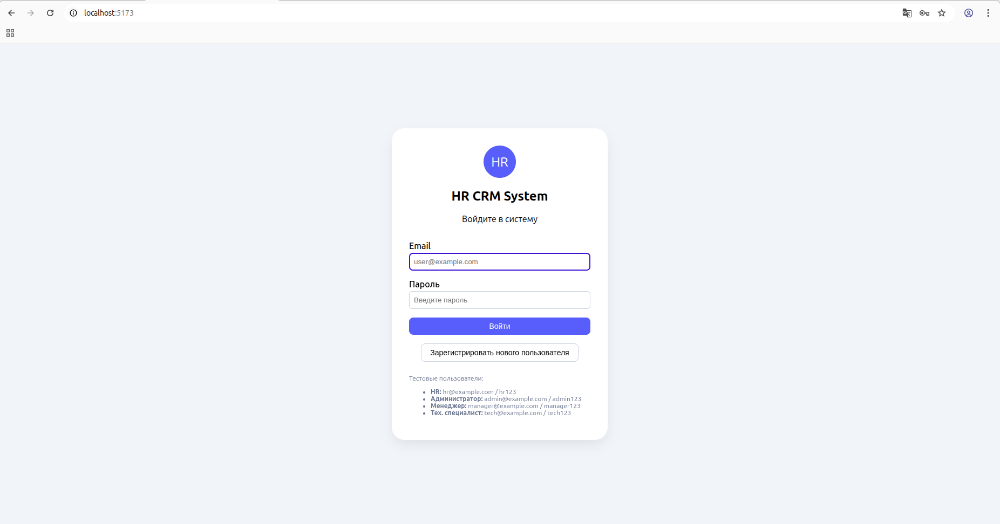 localhost:5173
HR
HR CRM System
Войдите в систему
Email
user@example.com
Пароль
Введите пароль
Войти
Зарегистрировать нового пользователя
Тестовые пользователи:
HR: hr@example.com / hr123
Администратор: admin@example.com / admin123
Менеджер: manager@example.com / manager123
Тех. специалист: tech@example.com / tech123